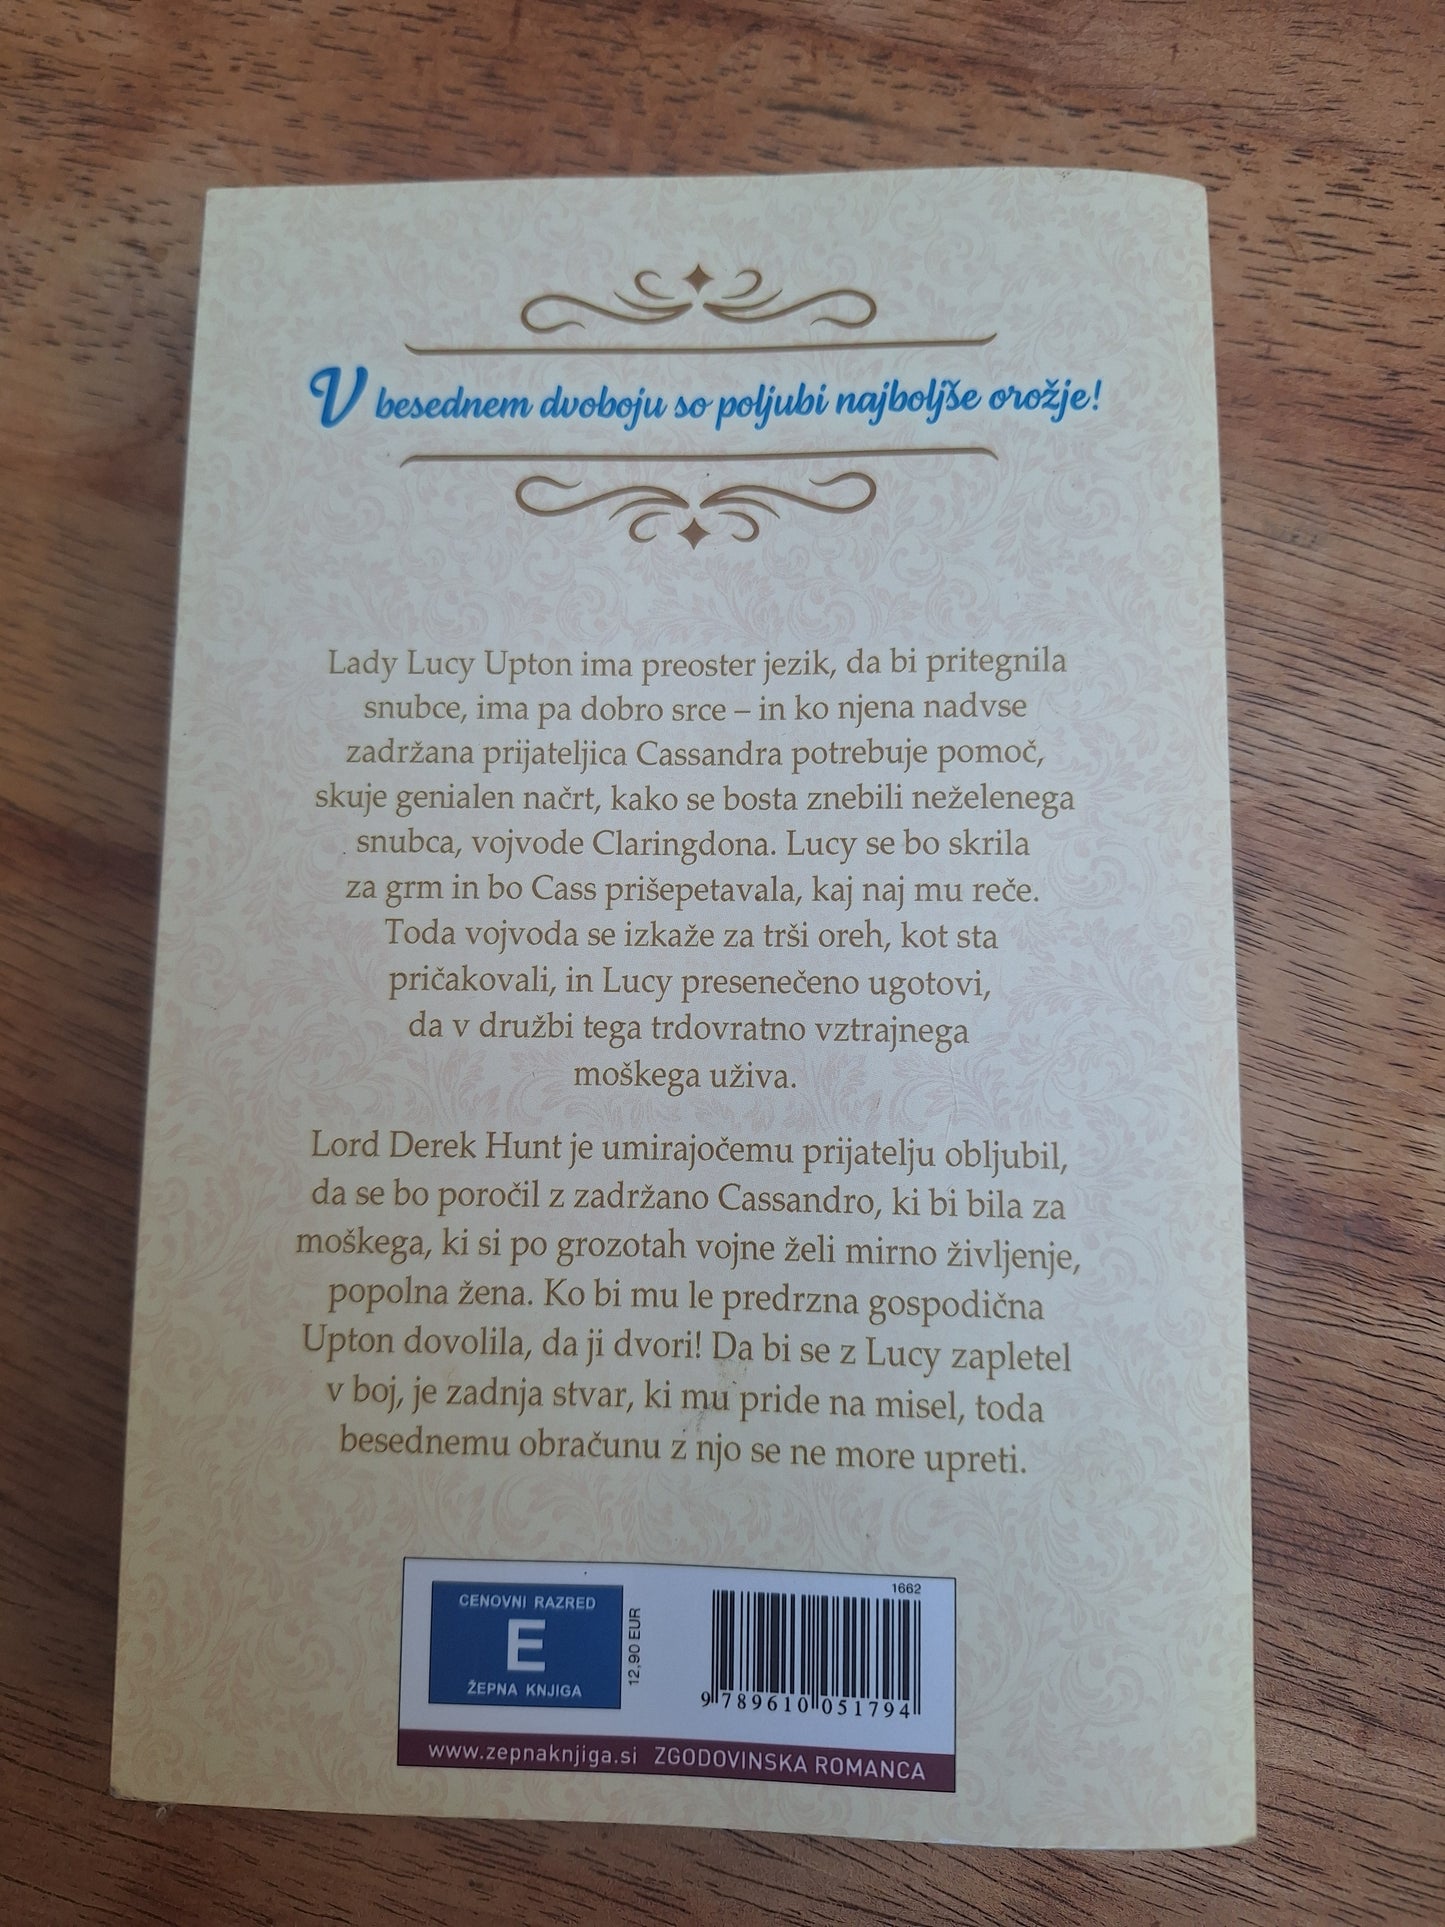 V besednem dvoboju so poljubi najboljše orožje!
Lady Lucy Upton ima preoster jezik, da bi pritegnila
snubce, ima pa dobro srce – in ko njena nadvse
zadržana prijateljica Cassandra potrebuje pomoč,
skuje genialen načrt, kako se bosta znebili neželenega
snubca, vojvode Claringdona. Lucy se bo skrila
za grm in bo Cass prišepetavala, kaj naj mu reče.
Toda vojvoda se izkaže za trši oreh, kot sta
pričakovali, in Lucy presenečeno ugotovi,
da v družbi tega trdovratno vztrajnega
moškega uživa.
Lord Derek Hunt je umirajočemu prijatelju obljubil,
da se bo poročil z zadržano Cassandro, ki bi bila za
moškega, ki si po grozotah vojne želi mirno življenje,
popolna žena. Ko bi mu le predrzna gospodična
Upton dovolila, da ji dvori! Da bi se z Lucy zapletel
v boj, je zadnja stvar, ki mu pride na misel, toda
besednemu obračunu z njo se ne more upreti.
CENOVNI RAZRED
E
ŽEPNA KNJIGA
12,90 EUR
1662
9 789610 051794
www.zepnaknjiga.si ZGODOVINSKA ROMANCA